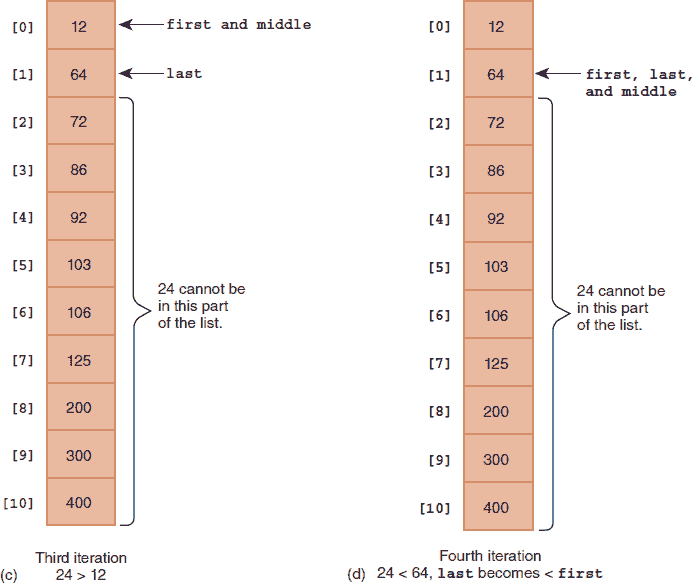 [0] 12 first and middle
[1] 64 last
[2] 72
[3] 86
[4] 92
[5] 103
[6] 106
[7] 125
[8] 200
[9] 300
[10] 400
24 cannot be
in this part
of the list.
Third iteration
(c) 24 > 12
[0] 12
[1] 64 first, last,
and middle
[2] 72
[3] 86
[4] 92
[5] 103
[6] 106
[7] 125
[8] 200
[9] 300
[10] 400
24 cannot be
in this part
of the list.
Fourth iteration
(d) 24 < 64, last becomes < first